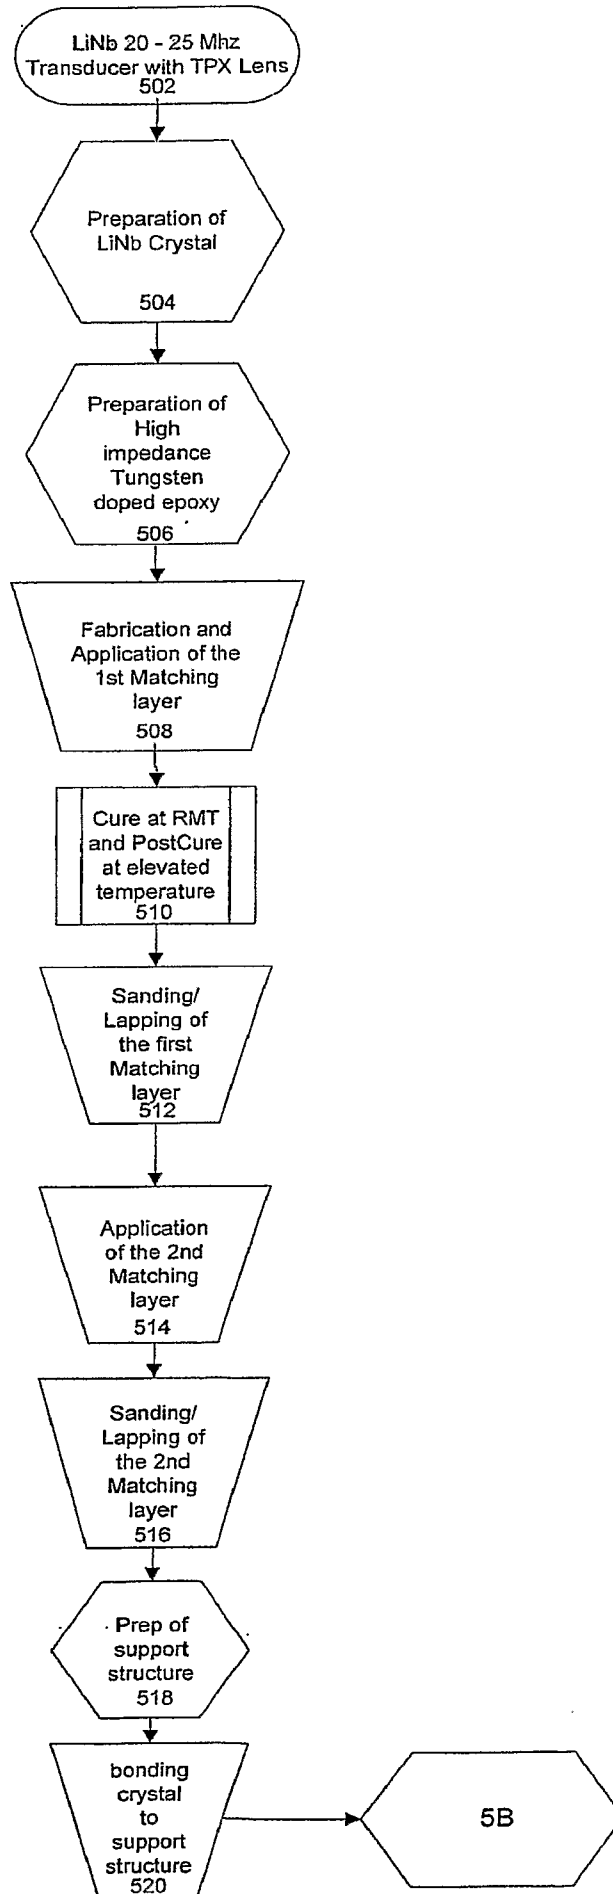 LiNb 20 - 25 Mhz
Transducer with TPX Lens
502
Preparation of
LiNb Crystal
504
Preparation of
High
impedance
Tungsten
doped epoxy
506
Fabrication and
Application of the
1st Matching
layer
508
Cure at RMT
and PostCure
at elevated
temperature
510
Sanding/
Lapping of
the first
Matching
layer
512
Application
of the 2nd
Matching
layer
514
Sanding/
Lapping of
the 2nd
Matching
layer
516
Prep of
support
structure
518
bonding
crystal
to
support
structure
520
5B